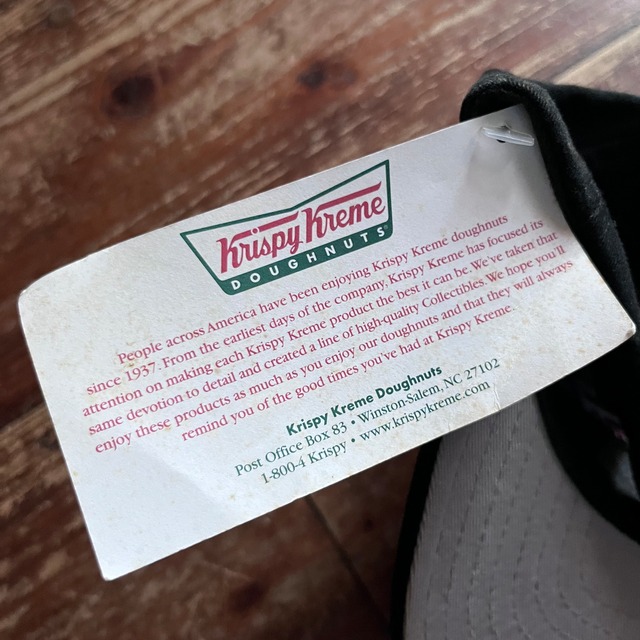 Krispy Kreme
DOUGHNUTS®
People across America have been enjoying Krispy Kreme doughnuts
since 1937. From the earliest days of the company, Krispy Kreme has focused its
attention on making each Krispy Kreme product the best it can be. We've taken that
same devotion to detail and created a line of high-quality Collectibles. We hope you'll
enjoy these products as much as you enjoy our doughnuts and that they will always
remind you of the good times you've had at Krispy Kreme.
Krispy Kreme Doughnuts
Post Office Box 83 • Winston-Salem, NC 27102
1-800-4 Krispy • www.krispykreme.com